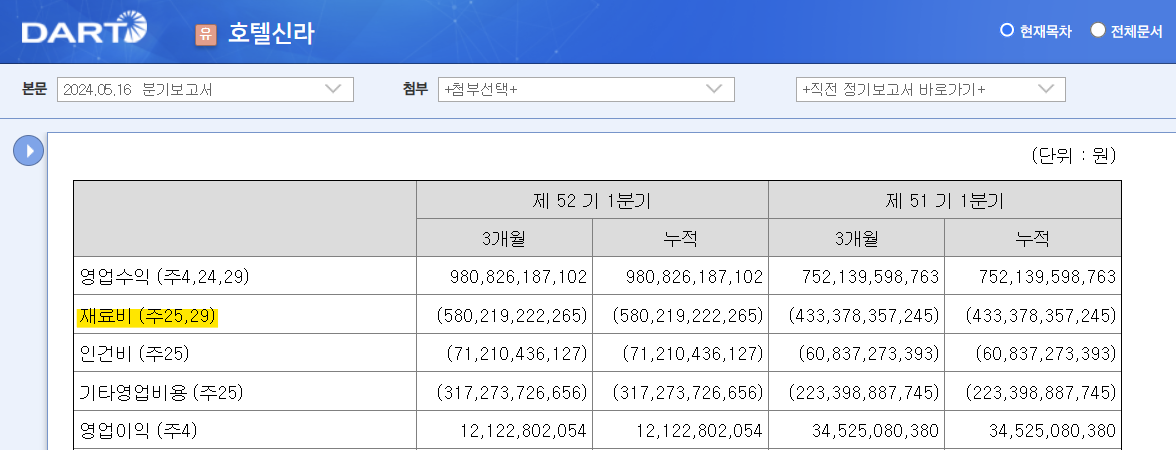 DART 유 호텔신라 현재목차 전체문서
본문 2024.05.16 분기보고서 첨부 +첨부선택+ +직전 정기보고서 바로가기+
(단위 : 원)
제 52 기 1분기 제 51 기 1분기
3개월 누적 3개월 누적
영업수익 (주4,24,29) 980,826,187,102 980,826,187,102 752,139,598,763 752,139,598,763
재료비 (주25,29) (580,219,222,265) (580,219,222,265) (433,378,357,245) (433,378,357,245)
인건비 (주25) (71,210,436,127) (71,210,436,127) (60,837,273,393) (60,837,273,393)
기타영업비용 (주25) (317,273,726,656) (317,273,726,656) (223,398,887,745) (223,398,887,745)
영업이익 (주4) 12,122,802,054 12,122,802,054 34,525,080,380 34,525,080,380